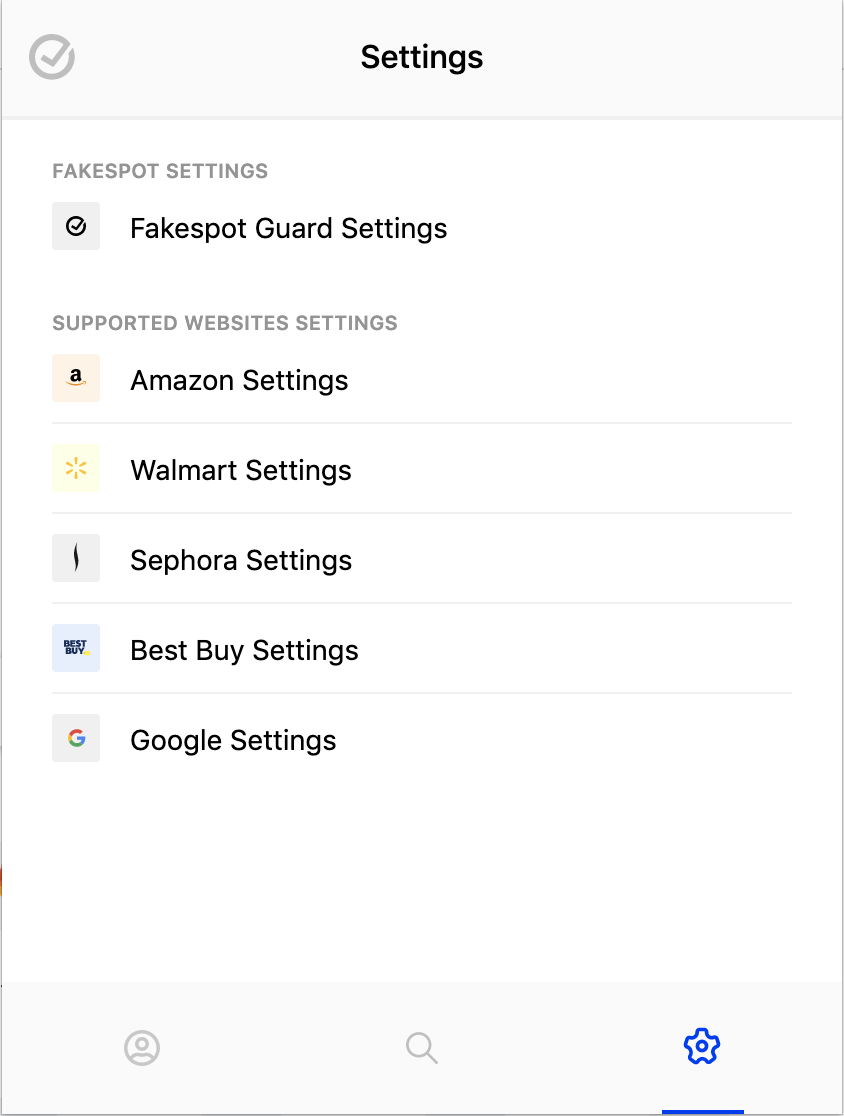 Settings
FAKESPOT SETTINGS
Fakespot Guard Settings
SUPPORTED WEBSITES SETTINGS
a
Amazon Settings
Walmart Settings
Sephora Settings
BEST
BUY
Best Buy Settings
G
Google Settings